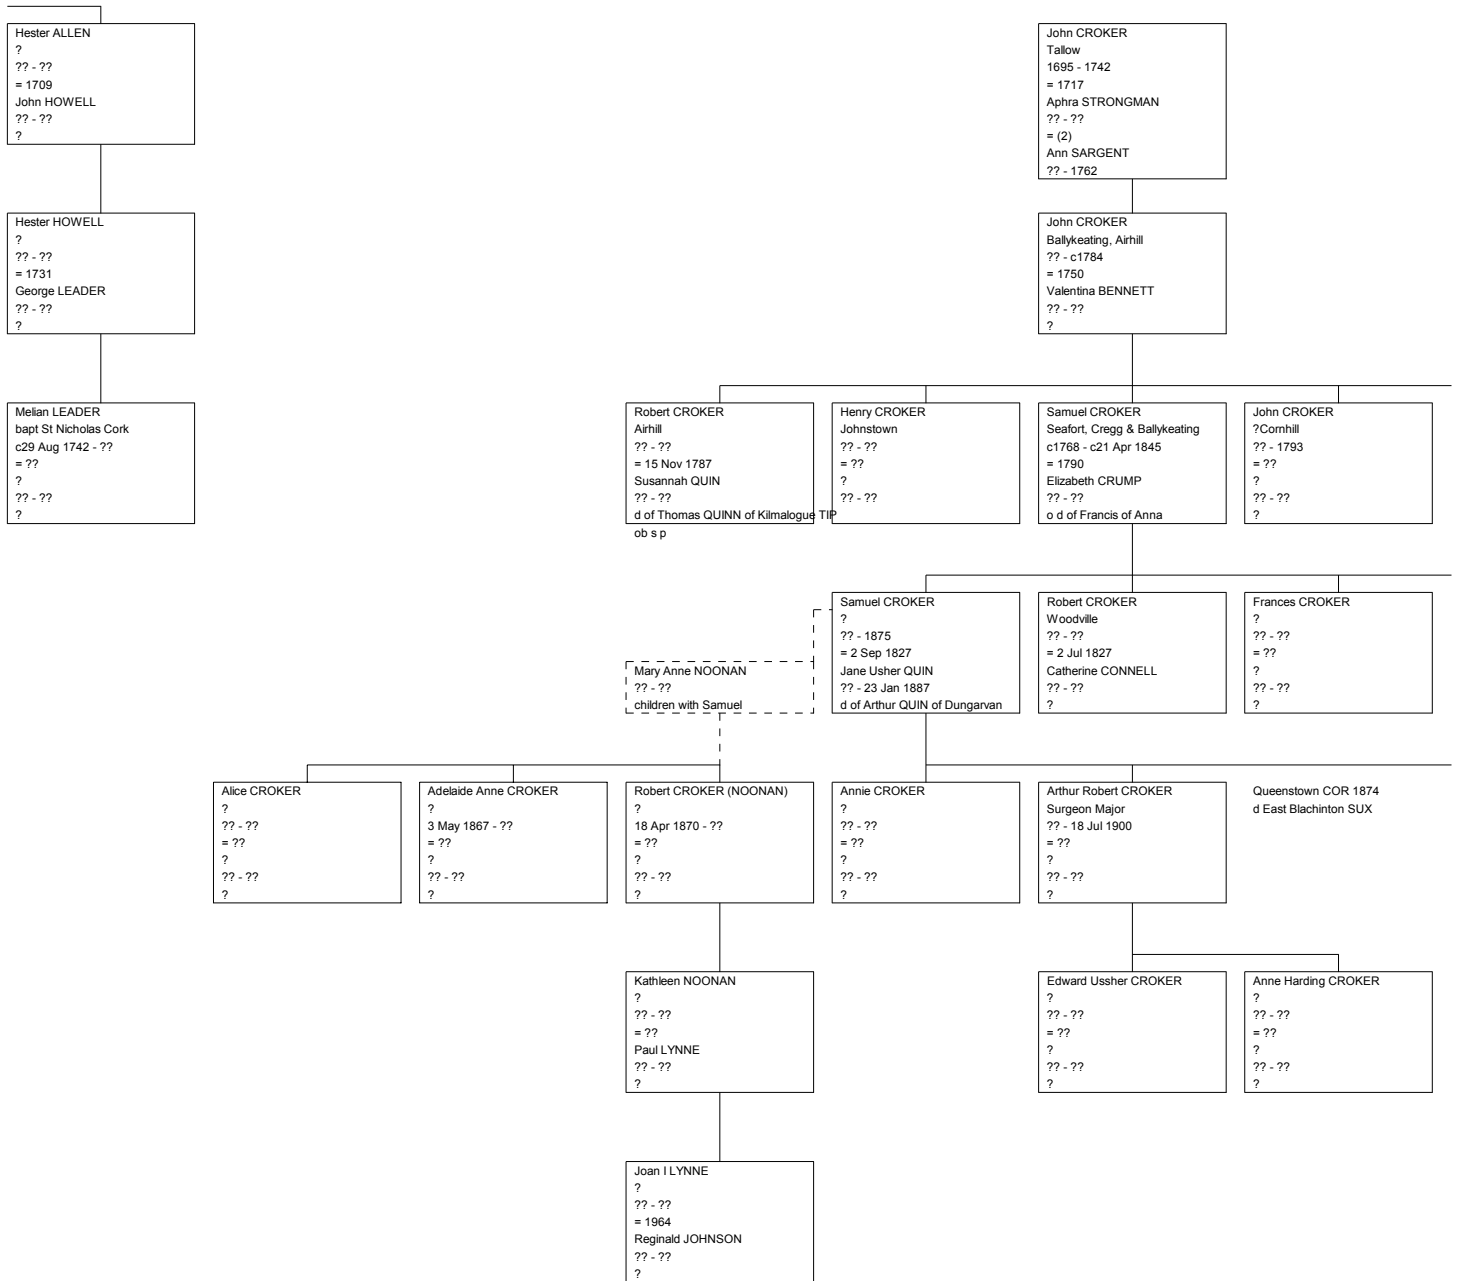 Hester ALLEN
?
?? - ??
= 1709
John HOWELL
?? - ??
?
John CROKER
Tallow
1695 - 1742
= 1717
Aphra STRONGMAN
?? - ??
= (2)
Ann SARGENT
?? - 1762
Hester HOWELL
?
?? - ??
= 1731
George LEADER
?? - ??
?
John CROKER
Ballykeating, Airhill
?? - c1784
= 1750
Valentina BENNETT
?? - ??
?
Melian LEADER
bapt St Nicholas Cork
c29 Aug 1742 - ??
= ??
?
?? - ??
?
Robert CROKER
Airhill
?? - ??
= 15 Nov 1787
Susannah QUIN
?? - ??
d of Thomas QUINN of Kilmalogue TIP
ob s p
Henry CROKER
Johnstown
?? - ??
= ??
?
?? - ??
Samuel CROKER
Seafort, Cregg & Ballykeating
c1768 - c21 Apr 1845
= 1790
Elizabeth CRUMP
?? - ??
o d of Francis of Anna
John CROKER
?Cornhill
?? - 1793
= ??
?
?? - ??
?
Mary Anne NOONAN
?? - ??
children with Samuel
Samuel CROKER
?
?? - 1875
= 2 Sep 1827
Jane Usher QUIN
?? - 23 Jan 1887
d of Arthur QUIN of Dungarvan
Robert CROKER
Woodville
?? - ??
= 2 Jul 1827
Catherine CONNELL
?? - ??
?
Frances CROKER
?
?? - ??
= ??
?
?? - ??
?
Alice CROKER
?
?? - ??
= ??
?
?? - ??
?
Adelaide Anne CROKER
?
3 May 1867 - ??
= ??
?
?? - ??
?
Robert CROKER (NOONAN)
?
18 Apr 1870 - ??
= ??
?
?? - ??
?
Annie CROKER
?
?? - ??
= ??
?
?? - ??
?
Arthur Robert CROKER
Surgeon Major
?? - 18 Jul 1900
= ??
?
?? - ??
?
Queenstown COR 1874
d East Blachinton SUX
Kathleen NOONAN
?
?? - ??
= ??
Paul LYNNE
?? - ??
?
Edward Ussher CROKER
?
?? - ??
= ??
?
?? - ??
?
Anne Harding CROKER
?
?? - ??
= ??
?
?? - ??
?
Joan I LYNNE
?
?? - ??
= 1964
Reginald JOHNSON
?? - ??
?